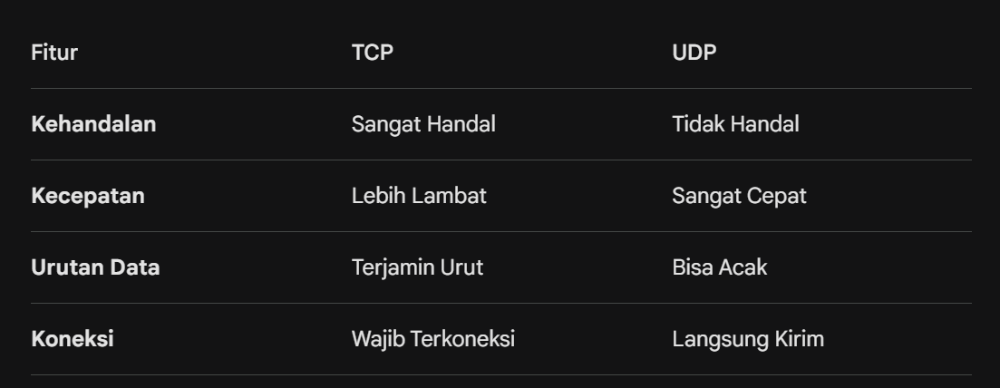 Fitur TCP UDP
Kehandalan Sangat Handal Tidak Handal
Kecepatan Lebih Lambat Sangat Cepat
Urutan Data Terjamin Urut Bisa Acak
Koneksi Wajib Terkoneksi Langsung Kirim